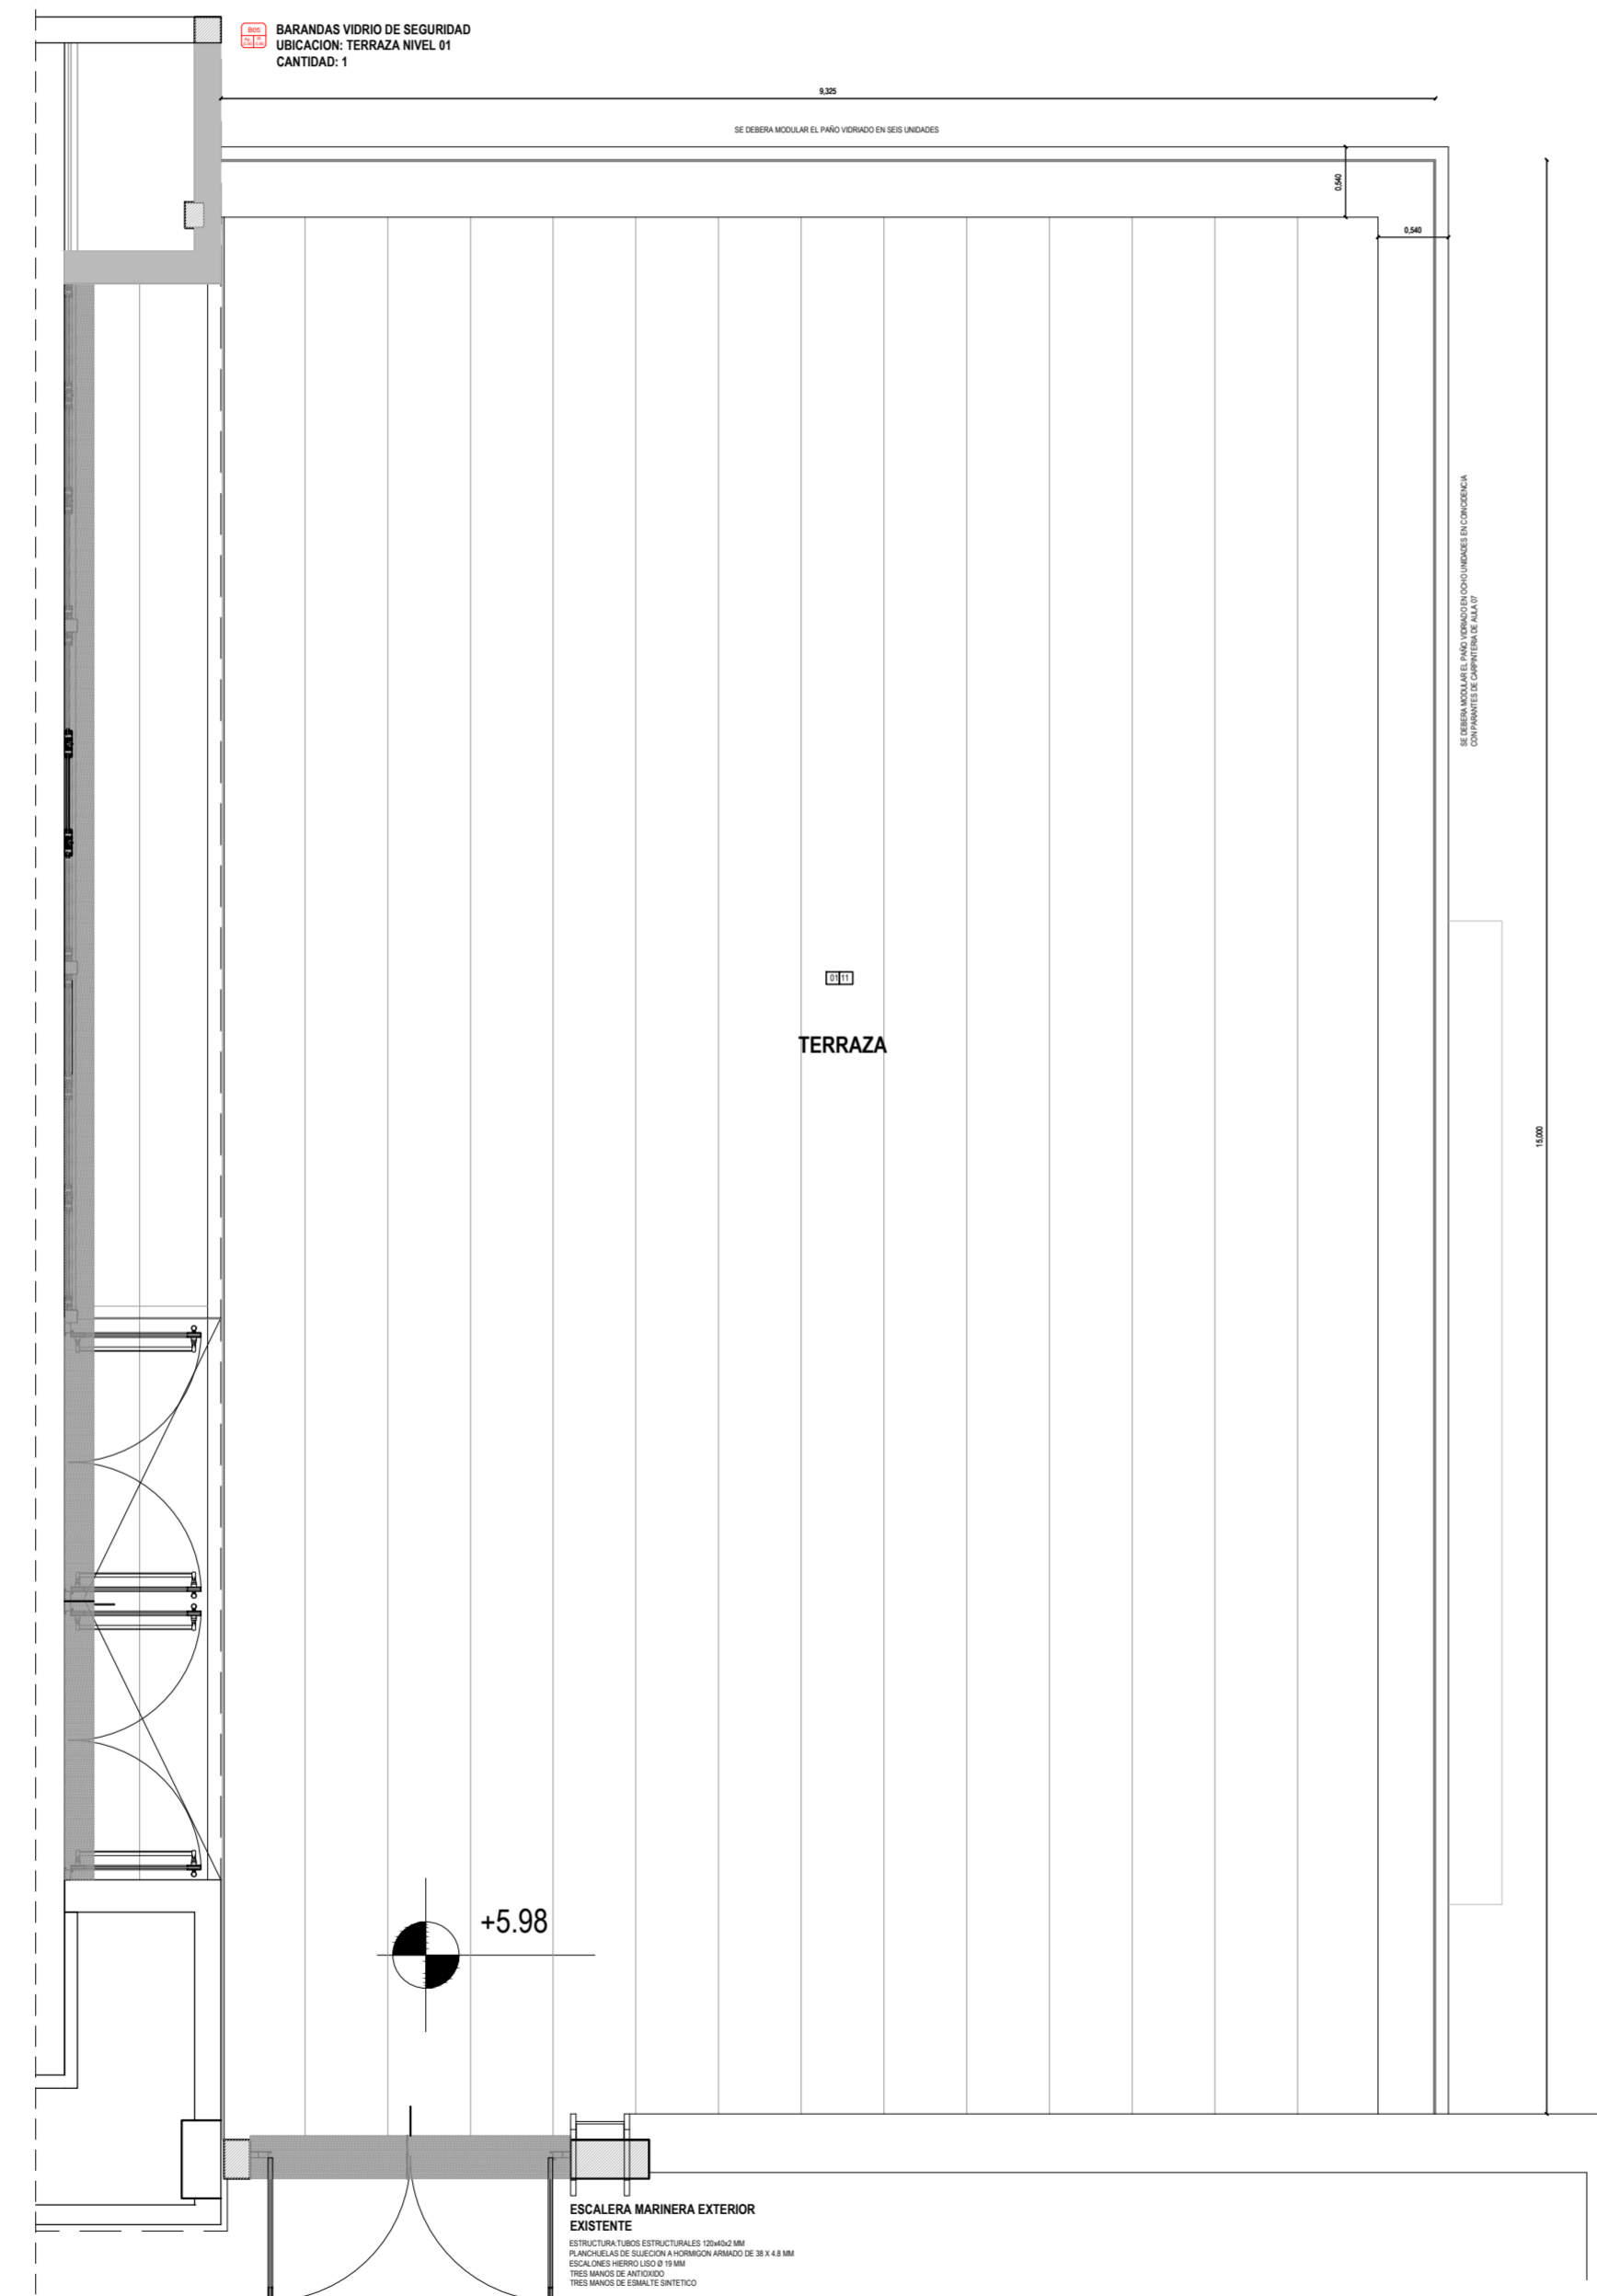 B05
BARANDAS VIDRIO DE SEGURIDAD
UBICACION: TERRAZA NIVEL 01
CANTIDAD: 1
9,325
SE DEBERA MODULAR EL PAÑO VIDRIADO EN SEIS UNIDADES
0,540
0,540
SE DEBERA MODULAR EL PAÑO VIDRIADO EN OCHO UNIDADES EN COINCIDENCIA
CON PARANTES DE CARPINTERIA DE AULA 07
01 11
TERRAZA
15,000
+5.98
ESCALERA MARINERA EXTERIOR
EXISTENTE
ESTRUCTURA:TUBOS ESTRUCTURALES 120x40x2 MM
PLANCHUELAS DE SUJECION A HORMIGON ARMADO DE 38 X 4.8 MM
ESCALONES HIERRO LISO Ø 19 MM
TRES MANOS DE ANTIOXIDO
TRES MANOS DE ESMALTE SINTETICO